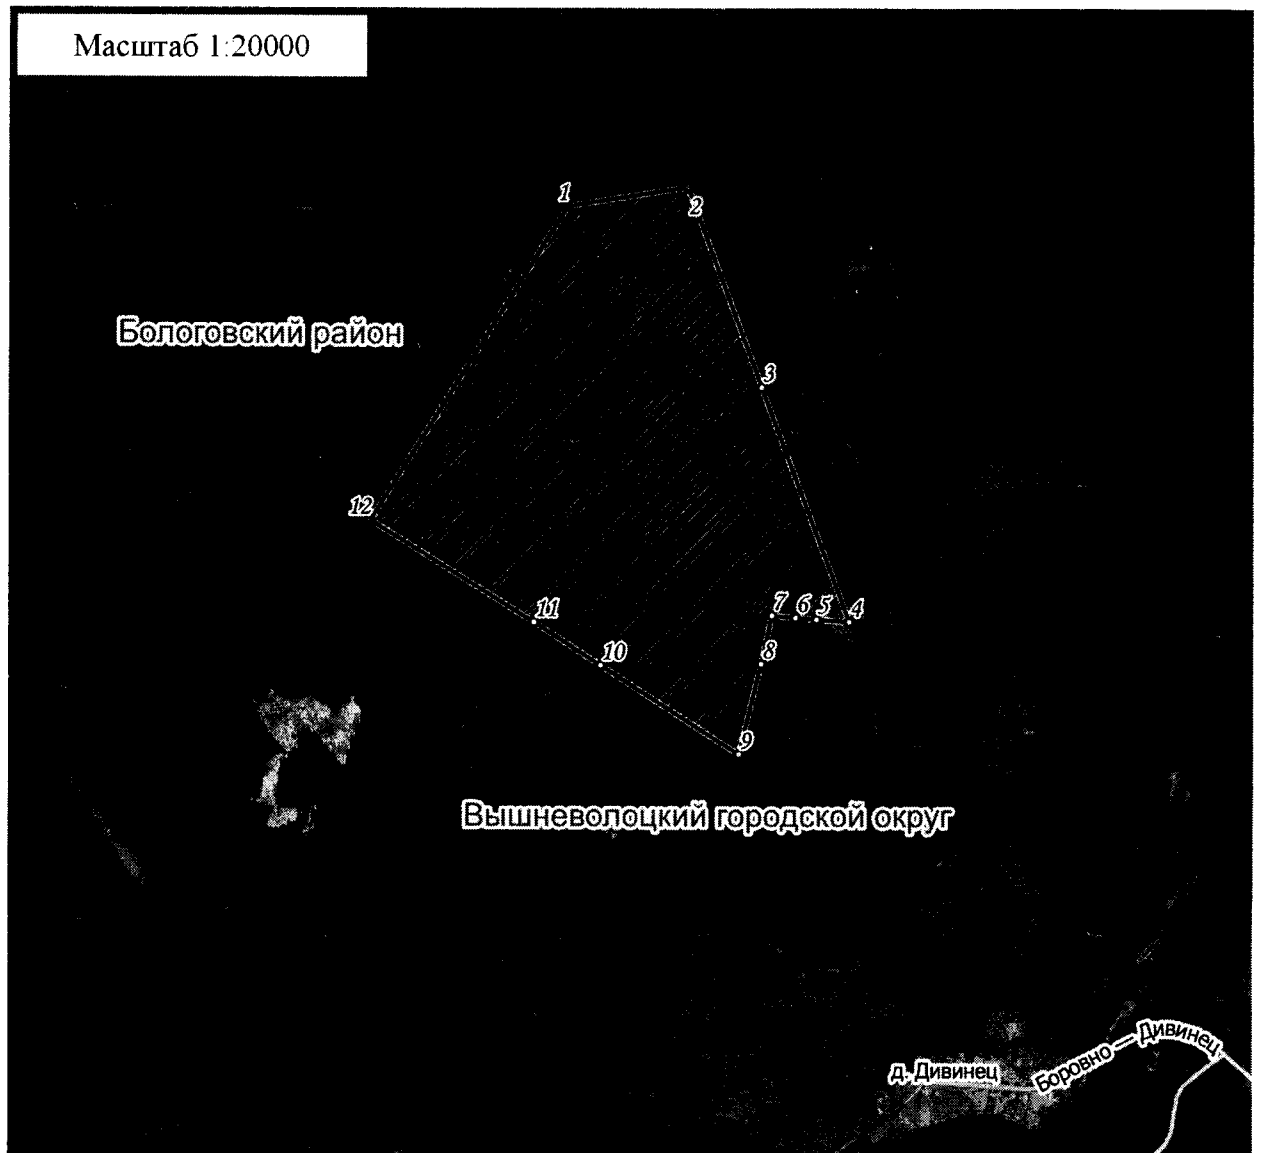 Масштаб 1:20000
1
2
Бологовский район
3
12
11
7 6 5 4
10
8
9
Вышневолоцкий городской округ
д. Дивинец
Боровно — Дивинец